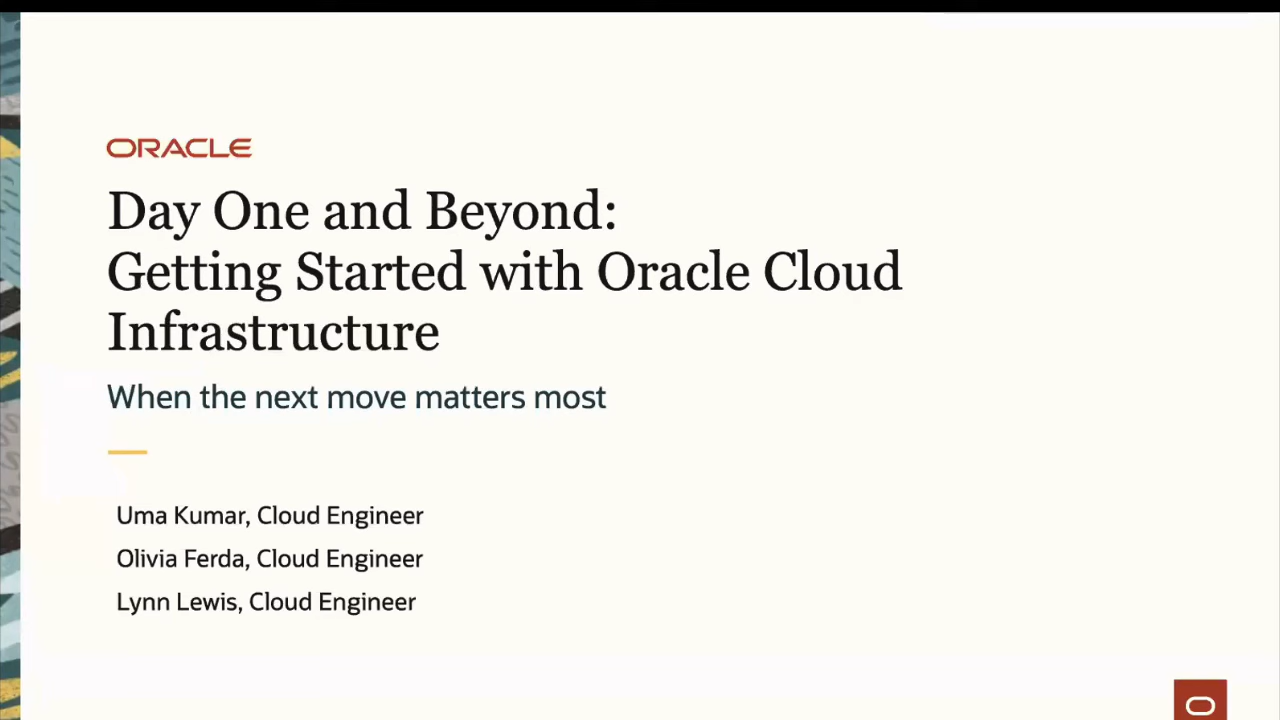 ORACLE
Day One and Beyond:
Getting Started with Oracle Cloud
Infrastructure
When the next move matters most
Uma Kumar, Cloud Engineer
Olivia Ferda, Cloud Engineer
Lynn Lewis, Cloud Engineer